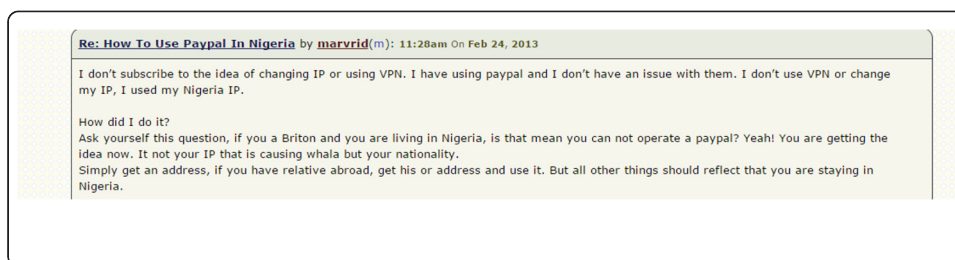 Re: How To Use Paypal In Nigeria by marvrid(m): 11:28am On Feb 24, 2013
I don't subscribe to the idea of changing IP or using VPN. I have using paypal and I don't have an issue with them. I don't use VPN or change
my IP, I used my Nigeria IP.
How did I do it?
Ask yourself this question, if you a Briton and you are living in Nigeria, is that mean you can not operate a paypal? Yeah! You are getting the
idea now. It not your IP that is causing whala but your nationality.
Simply get an address, if you have relative abroad, get his or address and use it. But all other things should reflect that you are staying in
Nigeria.